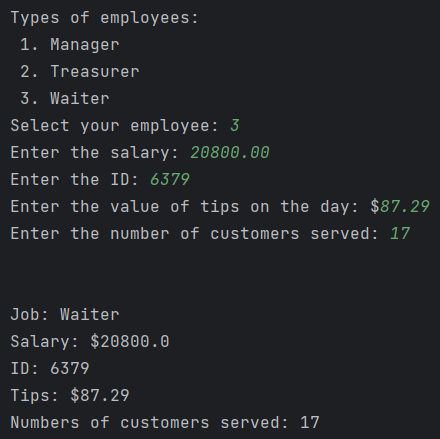 Types of employees:
1. Manager
2. Treasurer
3. Waiter
Select your employee: 3
Enter the salary: 20800.00
Enter the ID: 6379
Enter the value of tips on the day: $87.29
Enter the number of customers served: 17
Job: Waiter
Salary: $20800.0
ID: 6379
Tips: $87.29
Numbers of customers served: 17